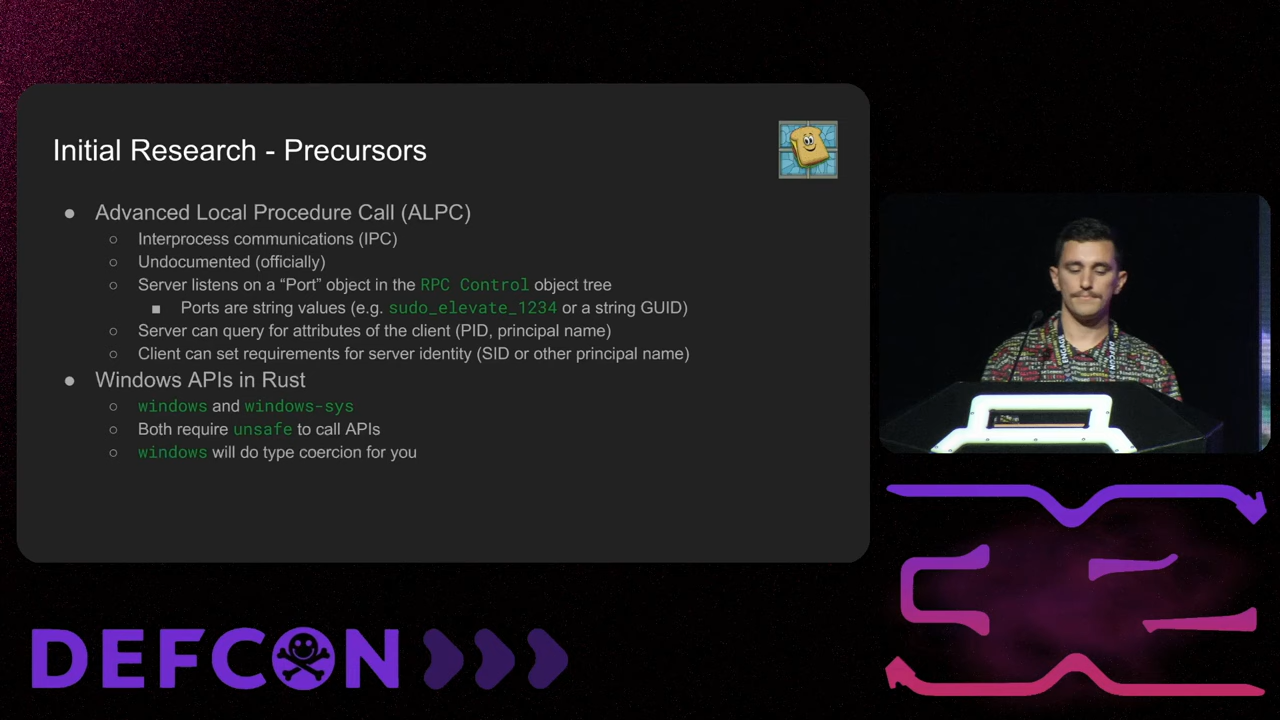 Initial Research - Precursors
● Advanced Local Procedure Call (ALPC)
○ Interprocess communications (IPC)
○ Undocumented (officially)
○ Server listens on a “Port” object in the RPC Control object tree
■ Ports are string values (e.g. sudo_elevate_1234 or a string GUID)
○ Server can query for attributes of the client (PID, principal name)
○ Client can set requirements for server identity (SID or other principal name)
● Windows APIs in Rust
○ windows and windows-sys
○ Both require unsafe to call APIs
○ windows will do type coercion for you
ENGAGE
DEFCON
DEFCON